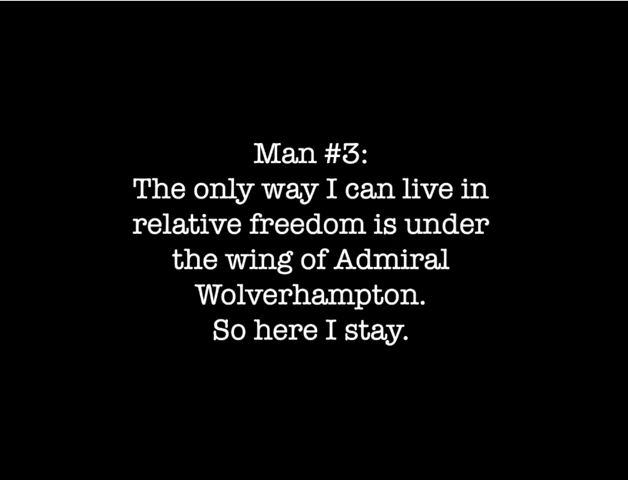 Man #3:
The only way I can live in
relative freedom is under
the wing of Admiral
Wolverhampton.
So here I stay.